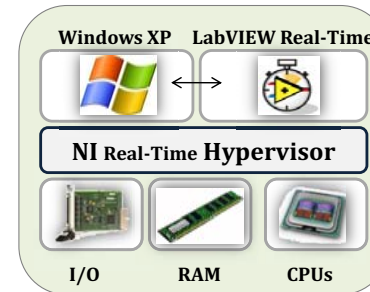 Windows XP LabVIEW Real-Time
NI Real-Time Hypervisor
I/O RAM CPUs